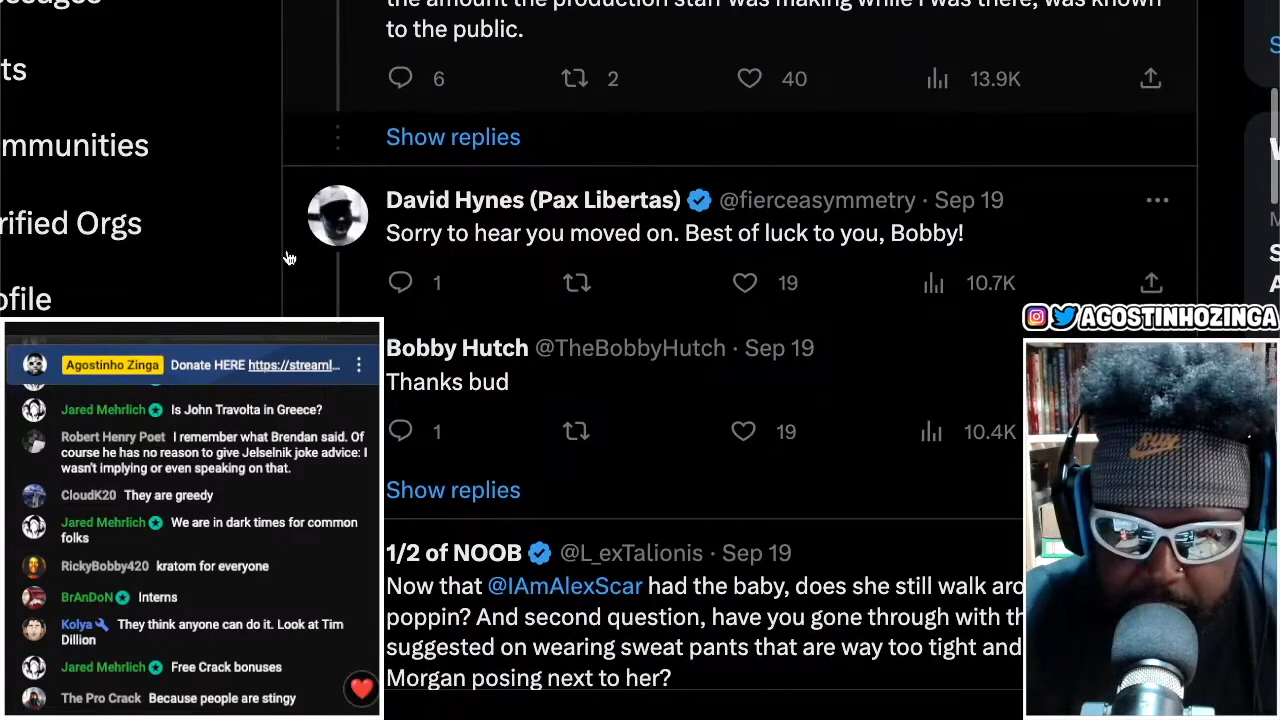 the amount the production staff was making while I was there, was known
to the public.
6 2 40 13.9K
Show replies
ts
mmunities
rified Orgs
ofile
David Hynes (Pax Libertas) @fierceasymmetry · Sep 19
Sorry to hear you moved on. Best of luck to you, Bobby!
1 19 10.7K
Bobby Hutch @TheBobbyHutch · Sep 19
Thanks bud
1 19 10.4K
Show replies
1/2 of NOOB @L_exTalionis · Sep 19
Now that @IAmAlexScar had the baby, does she still walk aro
poppin? And second question, have you gone through with th
suggested on wearing sweat pants that are way too tight and
Morgan posing next to her?
AGOSTINHOZINGA
Agostinho Zinga Donate HERE https://streaml...
Jared Mehrlich Is John Travolta in Greece?
Robert Henry Poet I remember what Brendan said. Of
course he has no reason to give Jelselnik joke advice: I
wasn't implying or even speaking on that.
CloudK20 They are greedy
Jared Mehrlich We are in dark times for common
folks
RickyBobby420 kratom for everyone
BrAnDoN Interns
Kolya They think anyone can do it. Look at Tim
Dillion
Jared Mehrlich Free Crack bonuses
The Pro Crack Because people are stingy
RUN